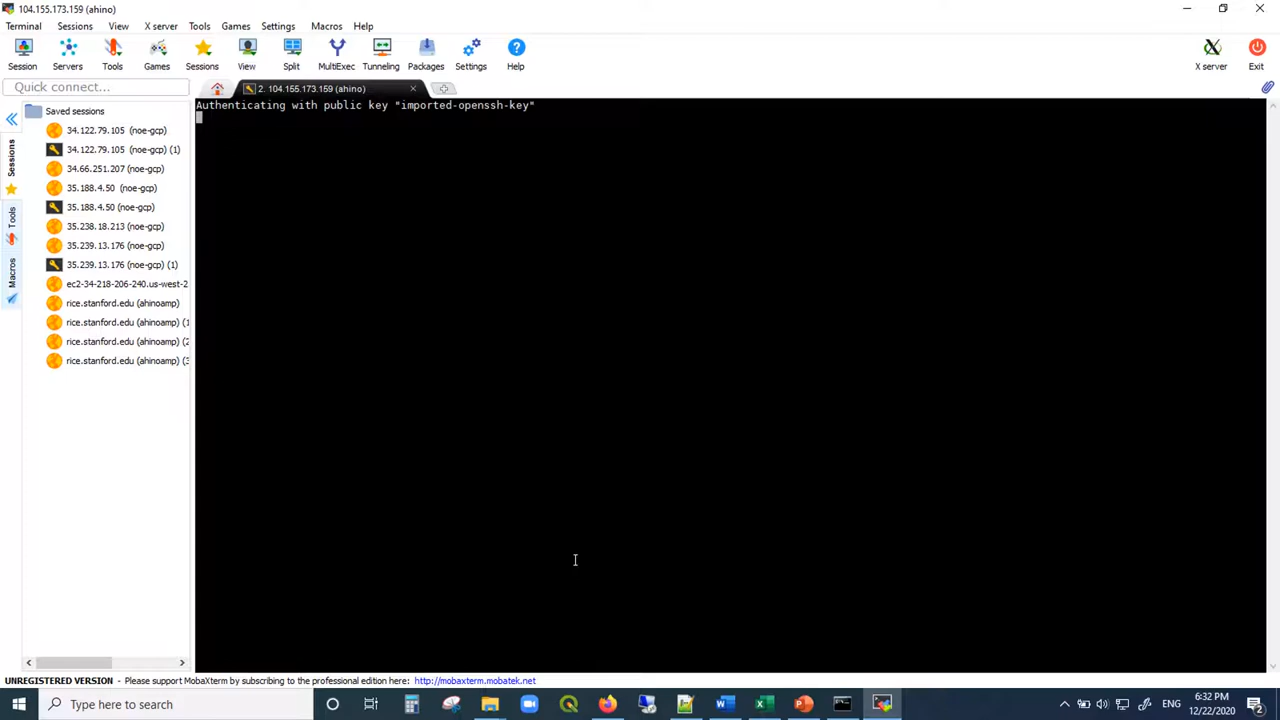 104.155.173.159 (ahino)
Terminal Sessions View X server Tools Games Settings Macros Help
Session Servers Tools Games Sessions View Split MultiExec Tunneling Packages Settings Help X server Exit
Quick connect...
2. 104.155.173.159 (ahino)
Authenticating with public key "imported-openssh-key"
Saved sessions
34.122.79.105 (noe-gcp)
34.122.79.105 (noe-gcp) (1)
34.66.251.207 (noe-gcp)
35.188.4.50 (noe-gcp)
35.188.4.50 (noe-gcp)
35.238.18.213 (noe-gcp)
35.239.13.176 (noe-gcp)
35.239.13.176 (noe-gcp) (1)
ec2-34-218-206-240.us-west-2
rice.stanford.edu (ahinoamp)
rice.stanford.edu (ahinoamp) (1
rice.stanford.edu (ahinoamp) (2
rice.stanford.edu (ahinoamp) (3
Sessions
Tools
Macros
UNREGISTERED VERSION - Please support MobaXterm by subscribing to the professional edition here: http://mobaxterm.mobatek.net
Type here to search
ENG
6:32 PM
12/22/2020
2